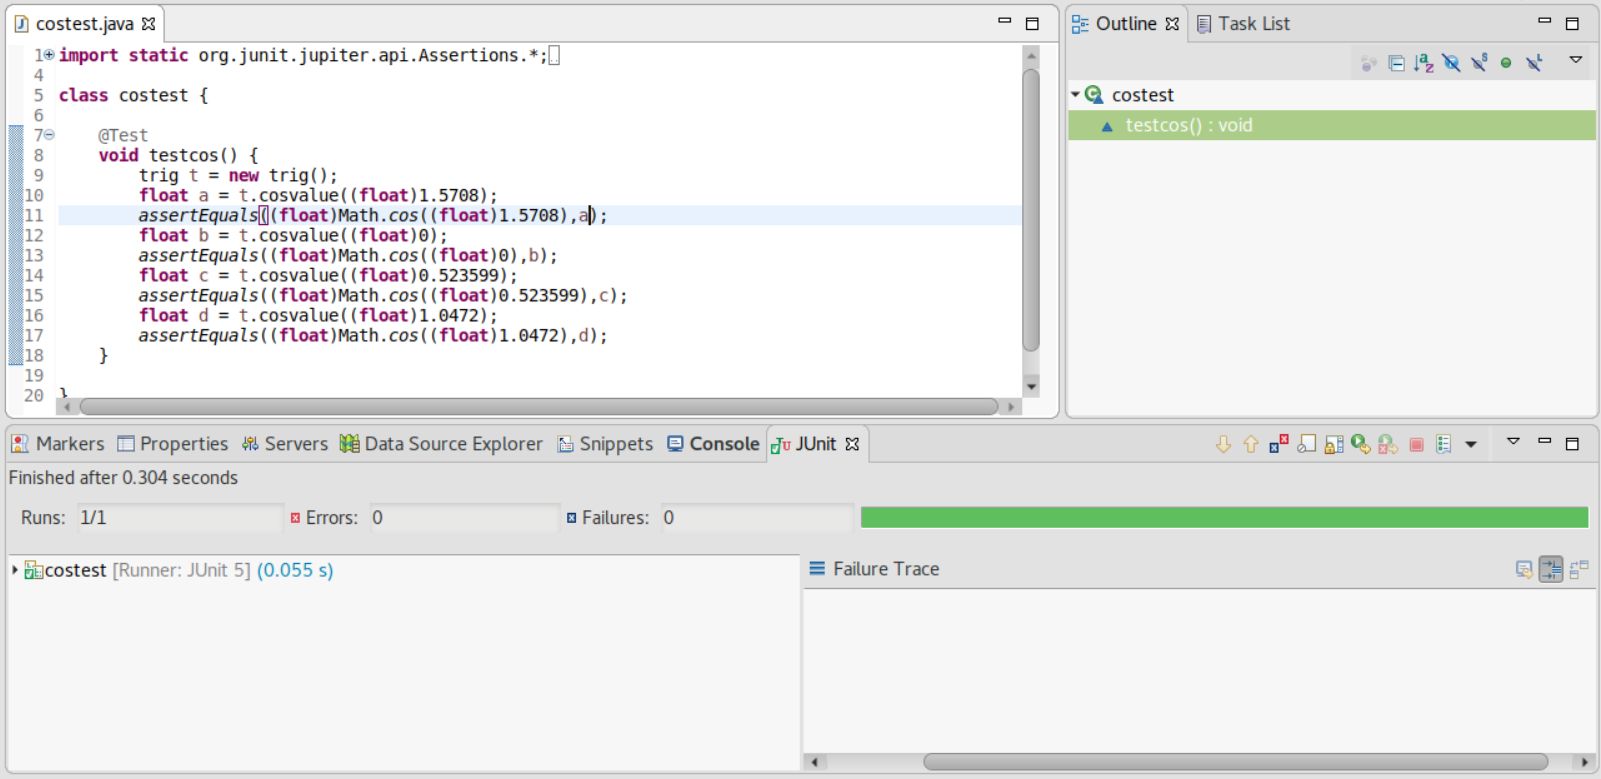 costest.java
1 import static org.junit.jupiter.api.Assertions.*;
4
5 class costest {
6
7 @Test
8 void testcos() {
9 trig t = new trig();
10 float a = t.cosvalue((float)1.5708);
11 assertEquals((float)Math.cos((float)1.5708),a);
12 float b = t.cosvalue((float)0);
13 assertEquals((float)Math.cos((float)0),b);
14 float c = t.cosvalue((float)0.523599);
15 assertEquals((float)Math.cos((float)0.523599),c);
16 float d = t.cosvalue((float)1.0472);
17 assertEquals((float)Math.cos((float)1.0472),d);
18 }
19
20 }
Outline Task List
costest
testcos() : void
Markers Properties Servers Data Source Explorer Snippets Console JUnit
Finished after 0.304 seconds
Runs: 1/1 Errors: 0 Failures: 0
costest [Runner: JUnit 5] (0.055 s)
Failure Trace